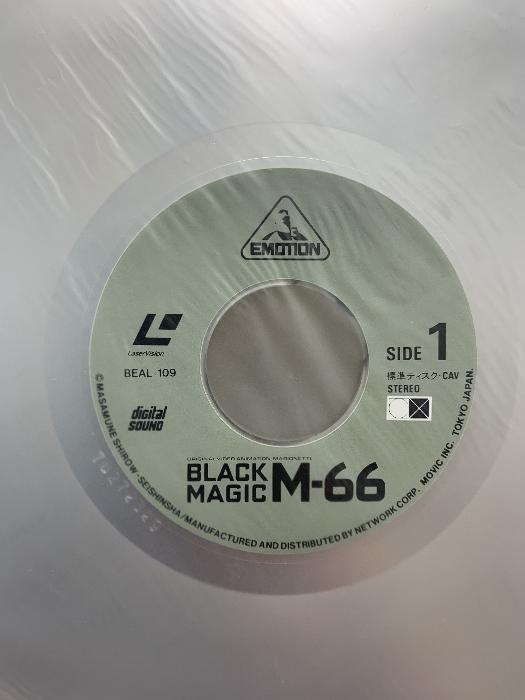 EMOTION
LaserVision
BEAL-109
digital
SOUND
SIDE 1
標準ディスク・CAV
STEREO
ORIGINAL VIDEO ANIMATION MARIONETTE
BLACK
MAGIC M-66
© MASAMUNE SHIROW・SEISHINSHA/MANUFACTURED AND DISTRIBUTED BY NETWORK CORP. MOVIC INC. TOKYO JAPAN.